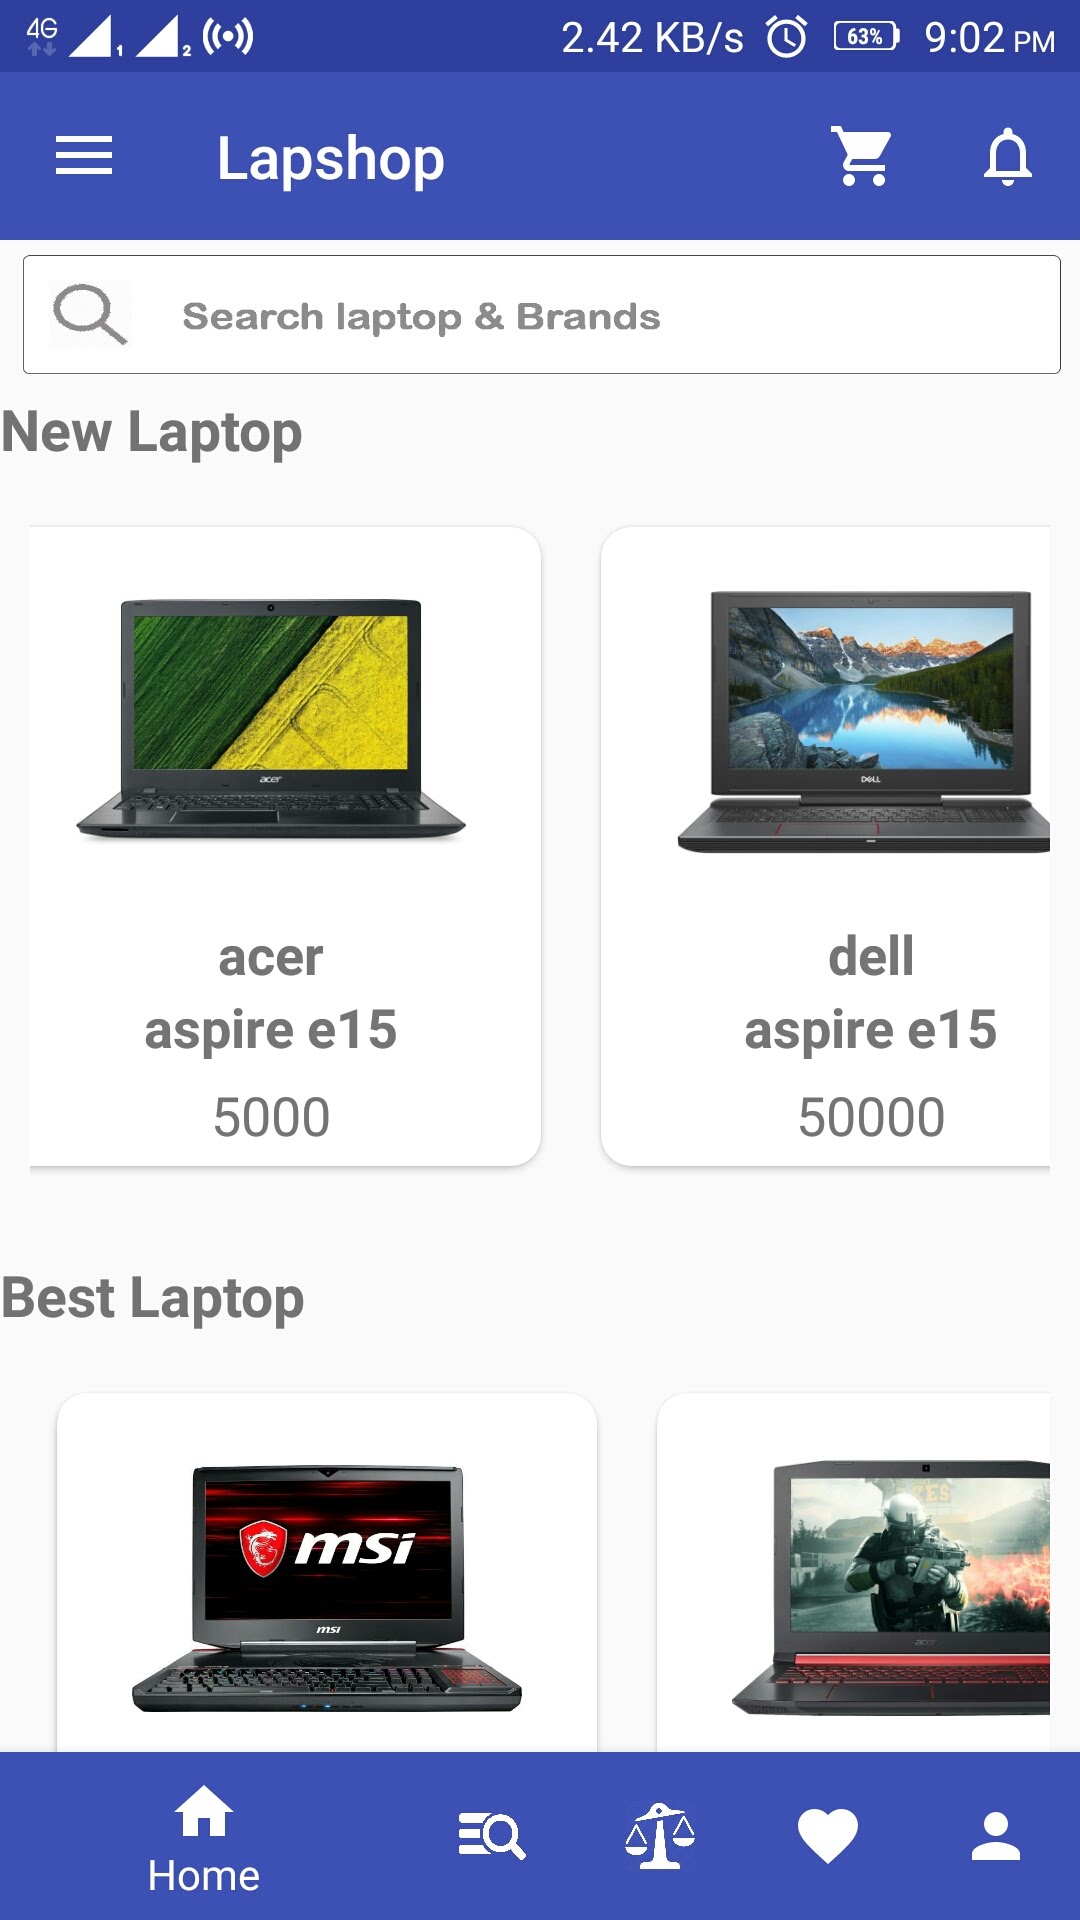 4G 1 2 2.42 KB/s 63% 9:02 PM
Lapshop
Search laptop & Brands
New Laptop
acer
DELL
acer
dell
aspire e15
aspire e15
5000
50000
Best Laptop
msi
msi
acer
Home